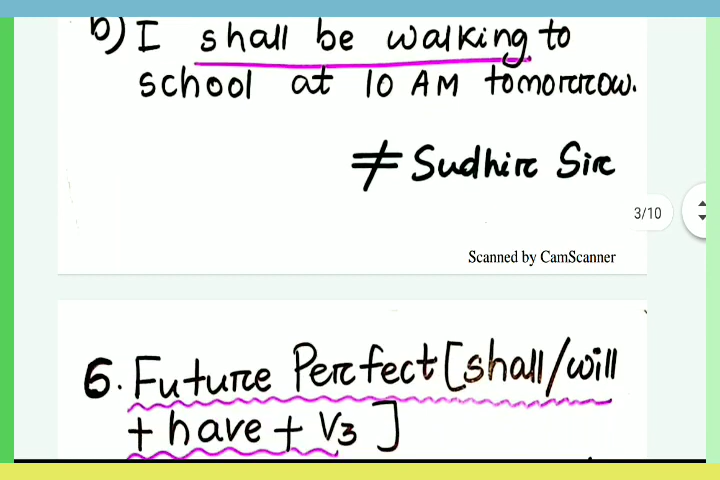 b) I shall be walking to
school at 10 AM tomorrow.
≠ Sudhir Sir
3/10
Scanned by CamScanner
6. Future Perfect [shall/will
+ have + V3]